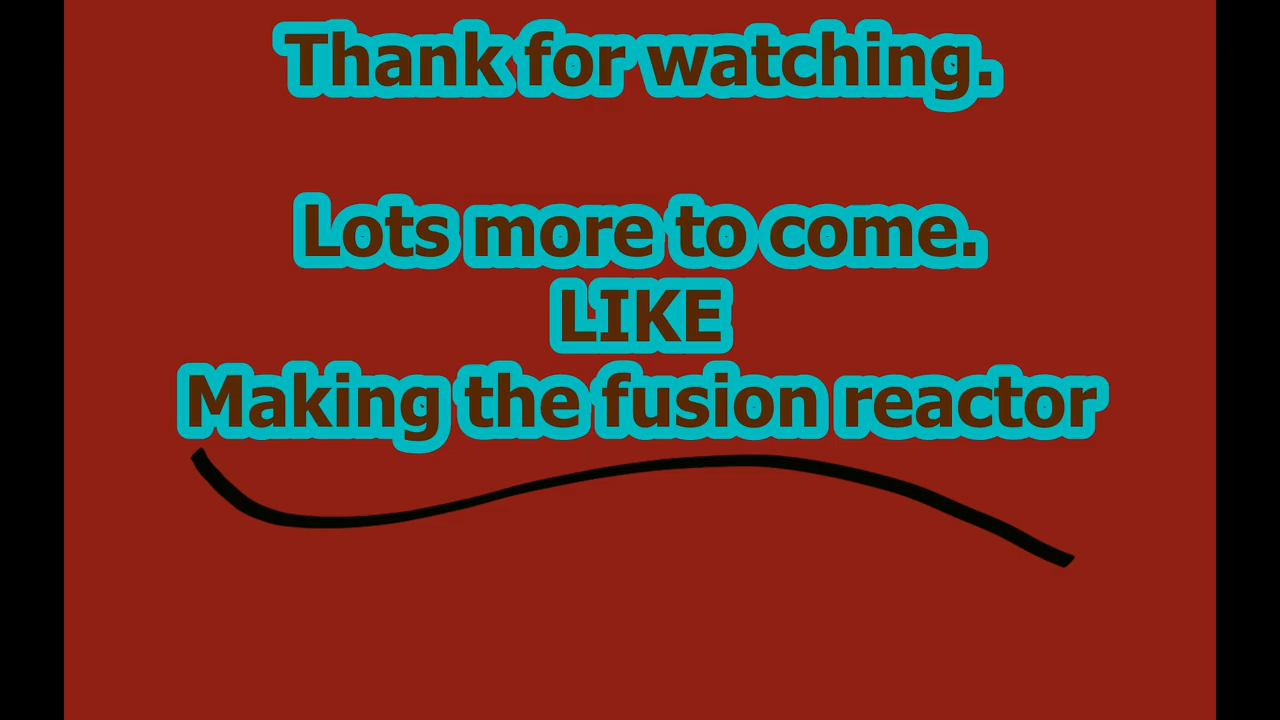 Thank for watching.
Lots more to come.
LIKE
Making the fusion reactor